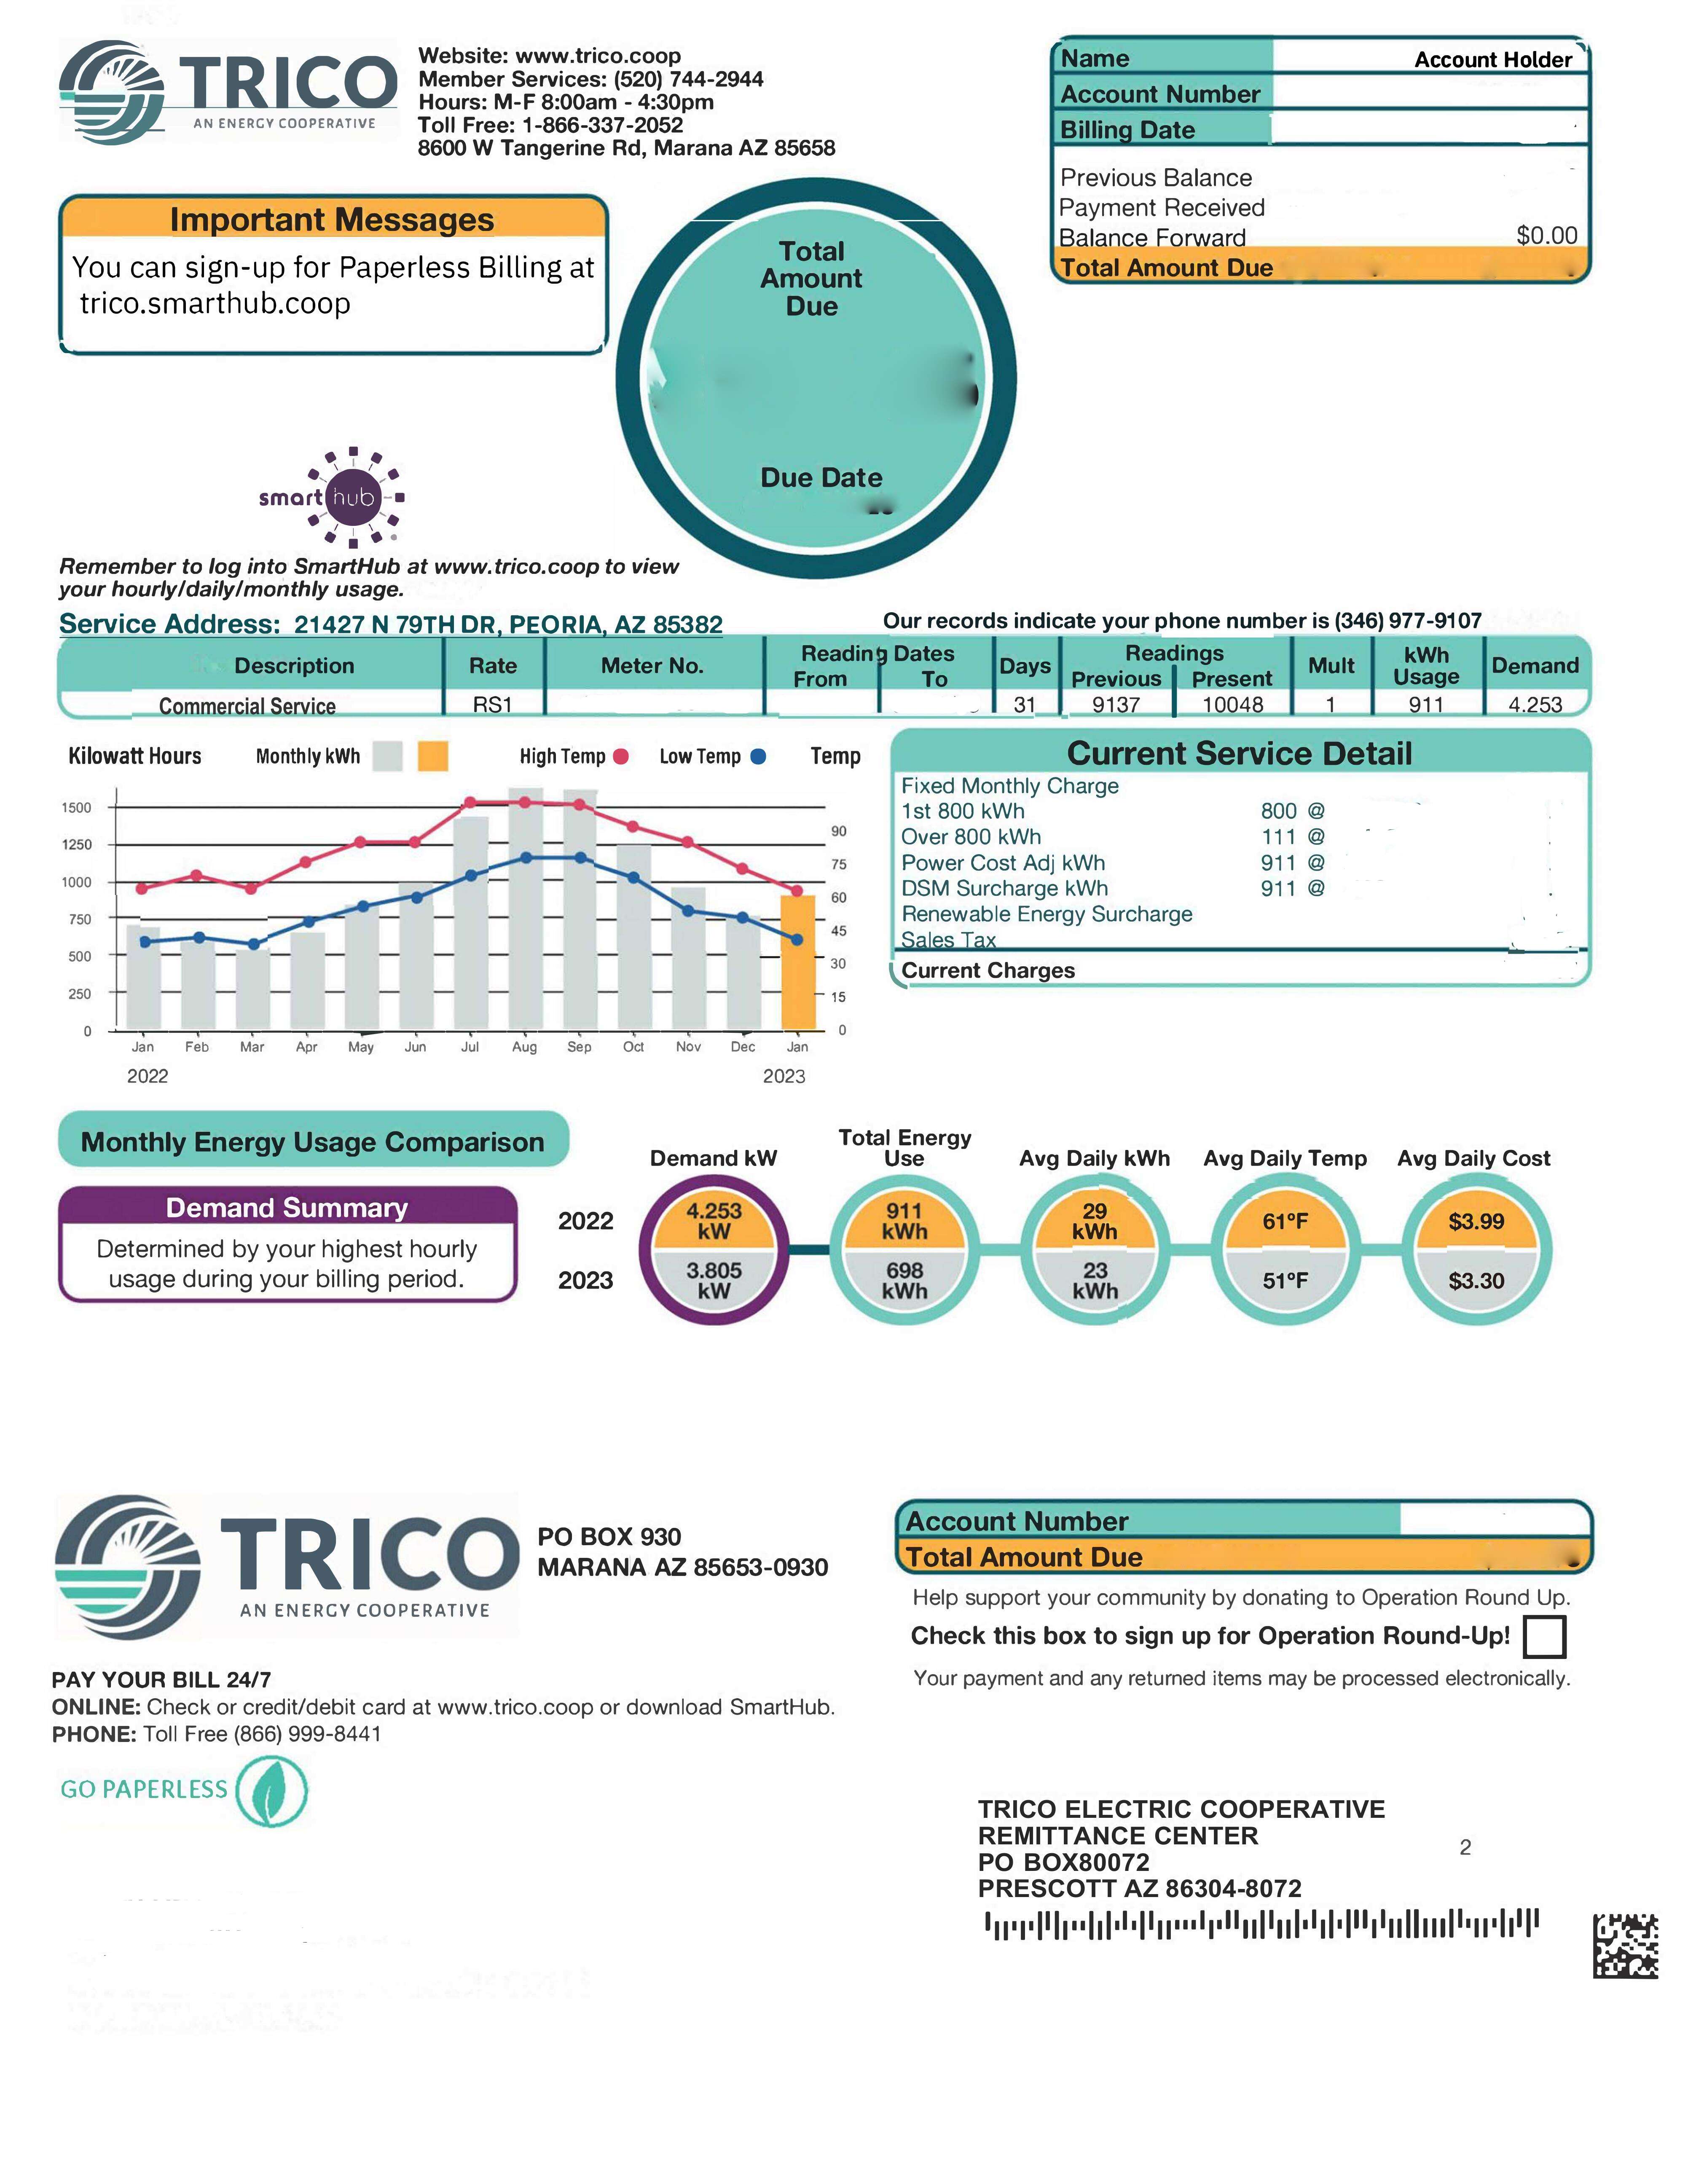 TRICO
AN ENERGY COOPERATIVE
Website: www.trico.coop
Member Services: (520) 744-2944
Hours: M-F 8:00am - 4:30pm
Toll Free: 1-866-337-2052
8600 W Tangerine Rd, Marana AZ 85658
Name Account Holder
Account Number
Billing Date
Previous Balance
Payment Received
Balance Forward $0.00
Total Amount Due
Important Messages
You can sign-up for Paperless Billing at
trico.smarthub.coop
Total
Amount
Due
Due Date
smart hub
Remember to log into SmartHub at www.trico.coop to view
your hourly/daily/monthly usage.
Service Address: 21427 N 79TH DR, PEORIA, AZ 85382
Our records indicate your phone number is (346) 977-9107
Description Rate Meter No. Reading Dates From To Days Readings Previous Present Mult kWh Usage Demand
Commercial Service RS1 31 9137 10048 1 911 4.253
Kilowatt Hours Monthly kWh High Temp Low Temp Temp
1500
1250
1000
750
500
250
0
90
75
60
45
30
15
0
Jan Feb Mar Apr May Jun Jul Aug Sep Oct Nov Dec Jan
2022 2023
Current Service Detail
Fixed Monthly Charge
1st 800 kWh 800 @
Over 800 kWh 111 @
Power Cost Adj kWh 911 @
DSM Surcharge kWh 911 @
Renewable Energy Surcharge
Sales Tax
Current Charges
Monthly Energy Usage Comparison
Demand Summary
Determined by your highest hourly
usage during your billing period.
Demand kW Total Energy Use Avg Daily kWh Avg Daily Temp Avg Daily Cost
2022 4.253 kW 911 kWh 29 kWh 61°F $3.99
2023 3.805 kW 698 kWh 23 kWh 51°F $3.30
TRICO
AN ENERGY COOPERATIVE
PO BOX 930
MARANA AZ 85653-0930
Account Number
Total Amount Due
Help support your community by donating to Operation Round Up.
Check this box to sign up for Operation Round-Up!
Your payment and any returned items may be processed electronically.
PAY YOUR BILL 24/7
ONLINE: Check or credit/debit card at www.trico.coop or download SmartHub.
PHONE: Toll Free (866) 999-8441
GO PAPERLESS
TRICO ELECTRIC COOPERATIVE
REMITTANCE CENTER
PO BOX80072
PRESCOTT AZ 86304-8072
2